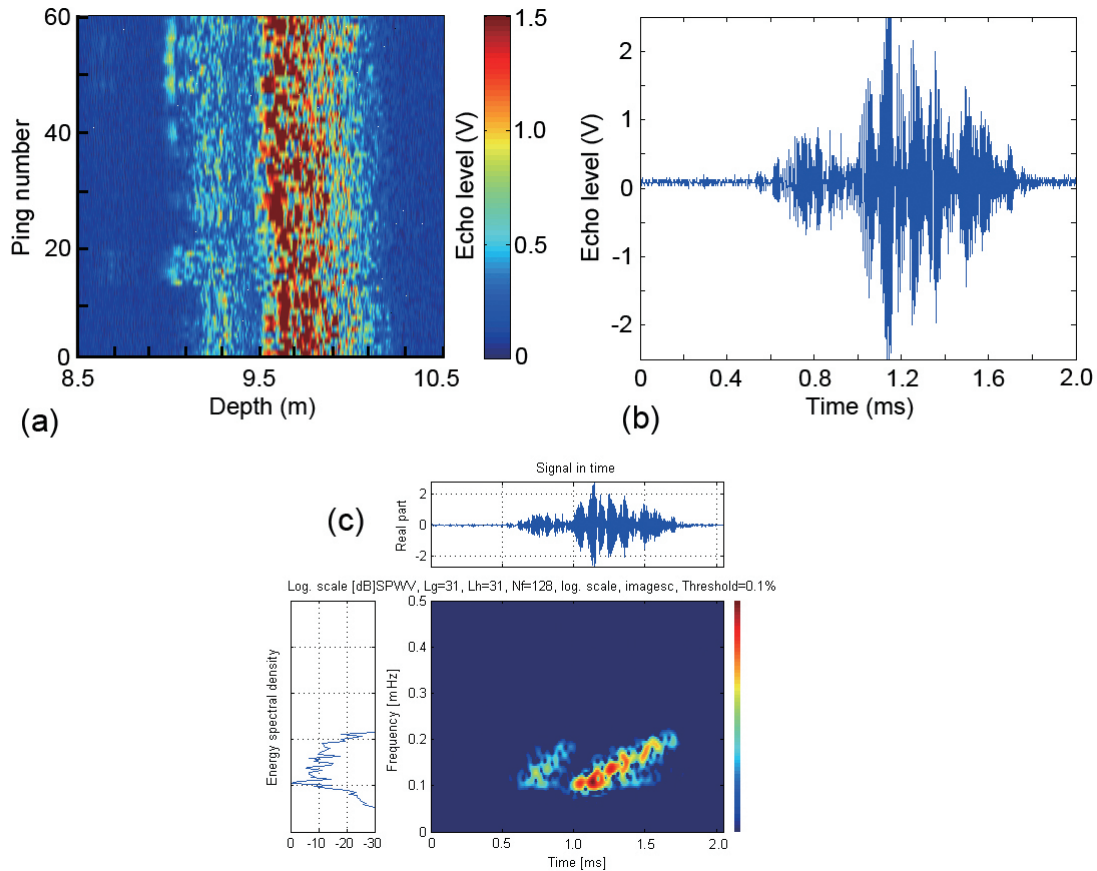 60
40
20
0
Ping number
8.5
9.5
10.5
Depth (m)
(a)
1.5
1.0
0.5
0
Echo level (V)
2
1
0
-1
-2
Echo level (V)
0
0.4
0.8
1.2
1.6
2.0
Time (ms)
(b)
(c)
Signal in time
2
0
-2
Real part
Log. scale [dB]SPWV, Lg=31, Lh=31, Nf=128, log. scale, imagesc, Threshold=0.1%
Energy spectral density
0 -10 -20 -30
0.5
0.4
0.3
0.2
0.1
0
Frequency [mHz]
0
0.5
1.0
1.5
2.0
Time [ms]